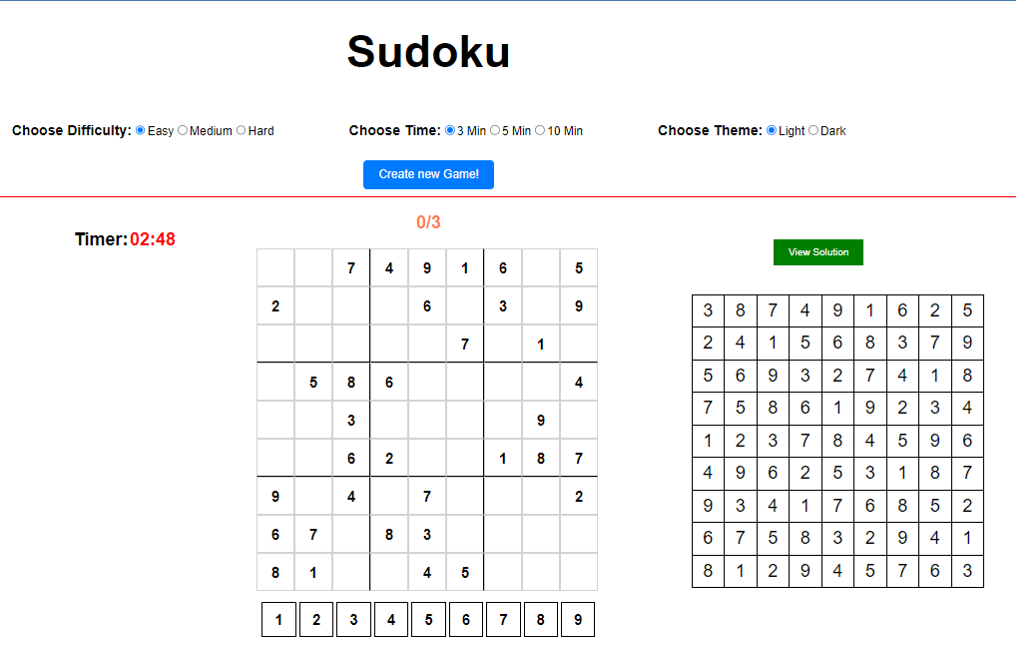 Sudoku
Choose Difficulty: Easy Medium Hard Choose Time: 3 Min 5 Min 10 Min Choose Theme: Light Dark
Create new Game!
0/3
Timer: 02:48
View Solution
7 4 9 1 6 5
2 6 3 9
7 1
5 8 6 4
3 9
6 2 1 8 7
9 4 7 2
6 7 8 3
8 1 4 5
1 2 3 4 5 6 7 8 9
3 8 7 4 9 1 6 2 5
2 4 1 5 6 8 3 7 9
5 6 9 3 2 7 4 1 8
7 5 8 6 1 9 2 3 4
1 2 3 7 8 4 5 9 6
4 9 6 2 5 3 1 8 7
9 3 4 1 7 6 8 5 2
6 7 5 8 3 2 9 4 1
8 1 2 9 4 5 7 6 3